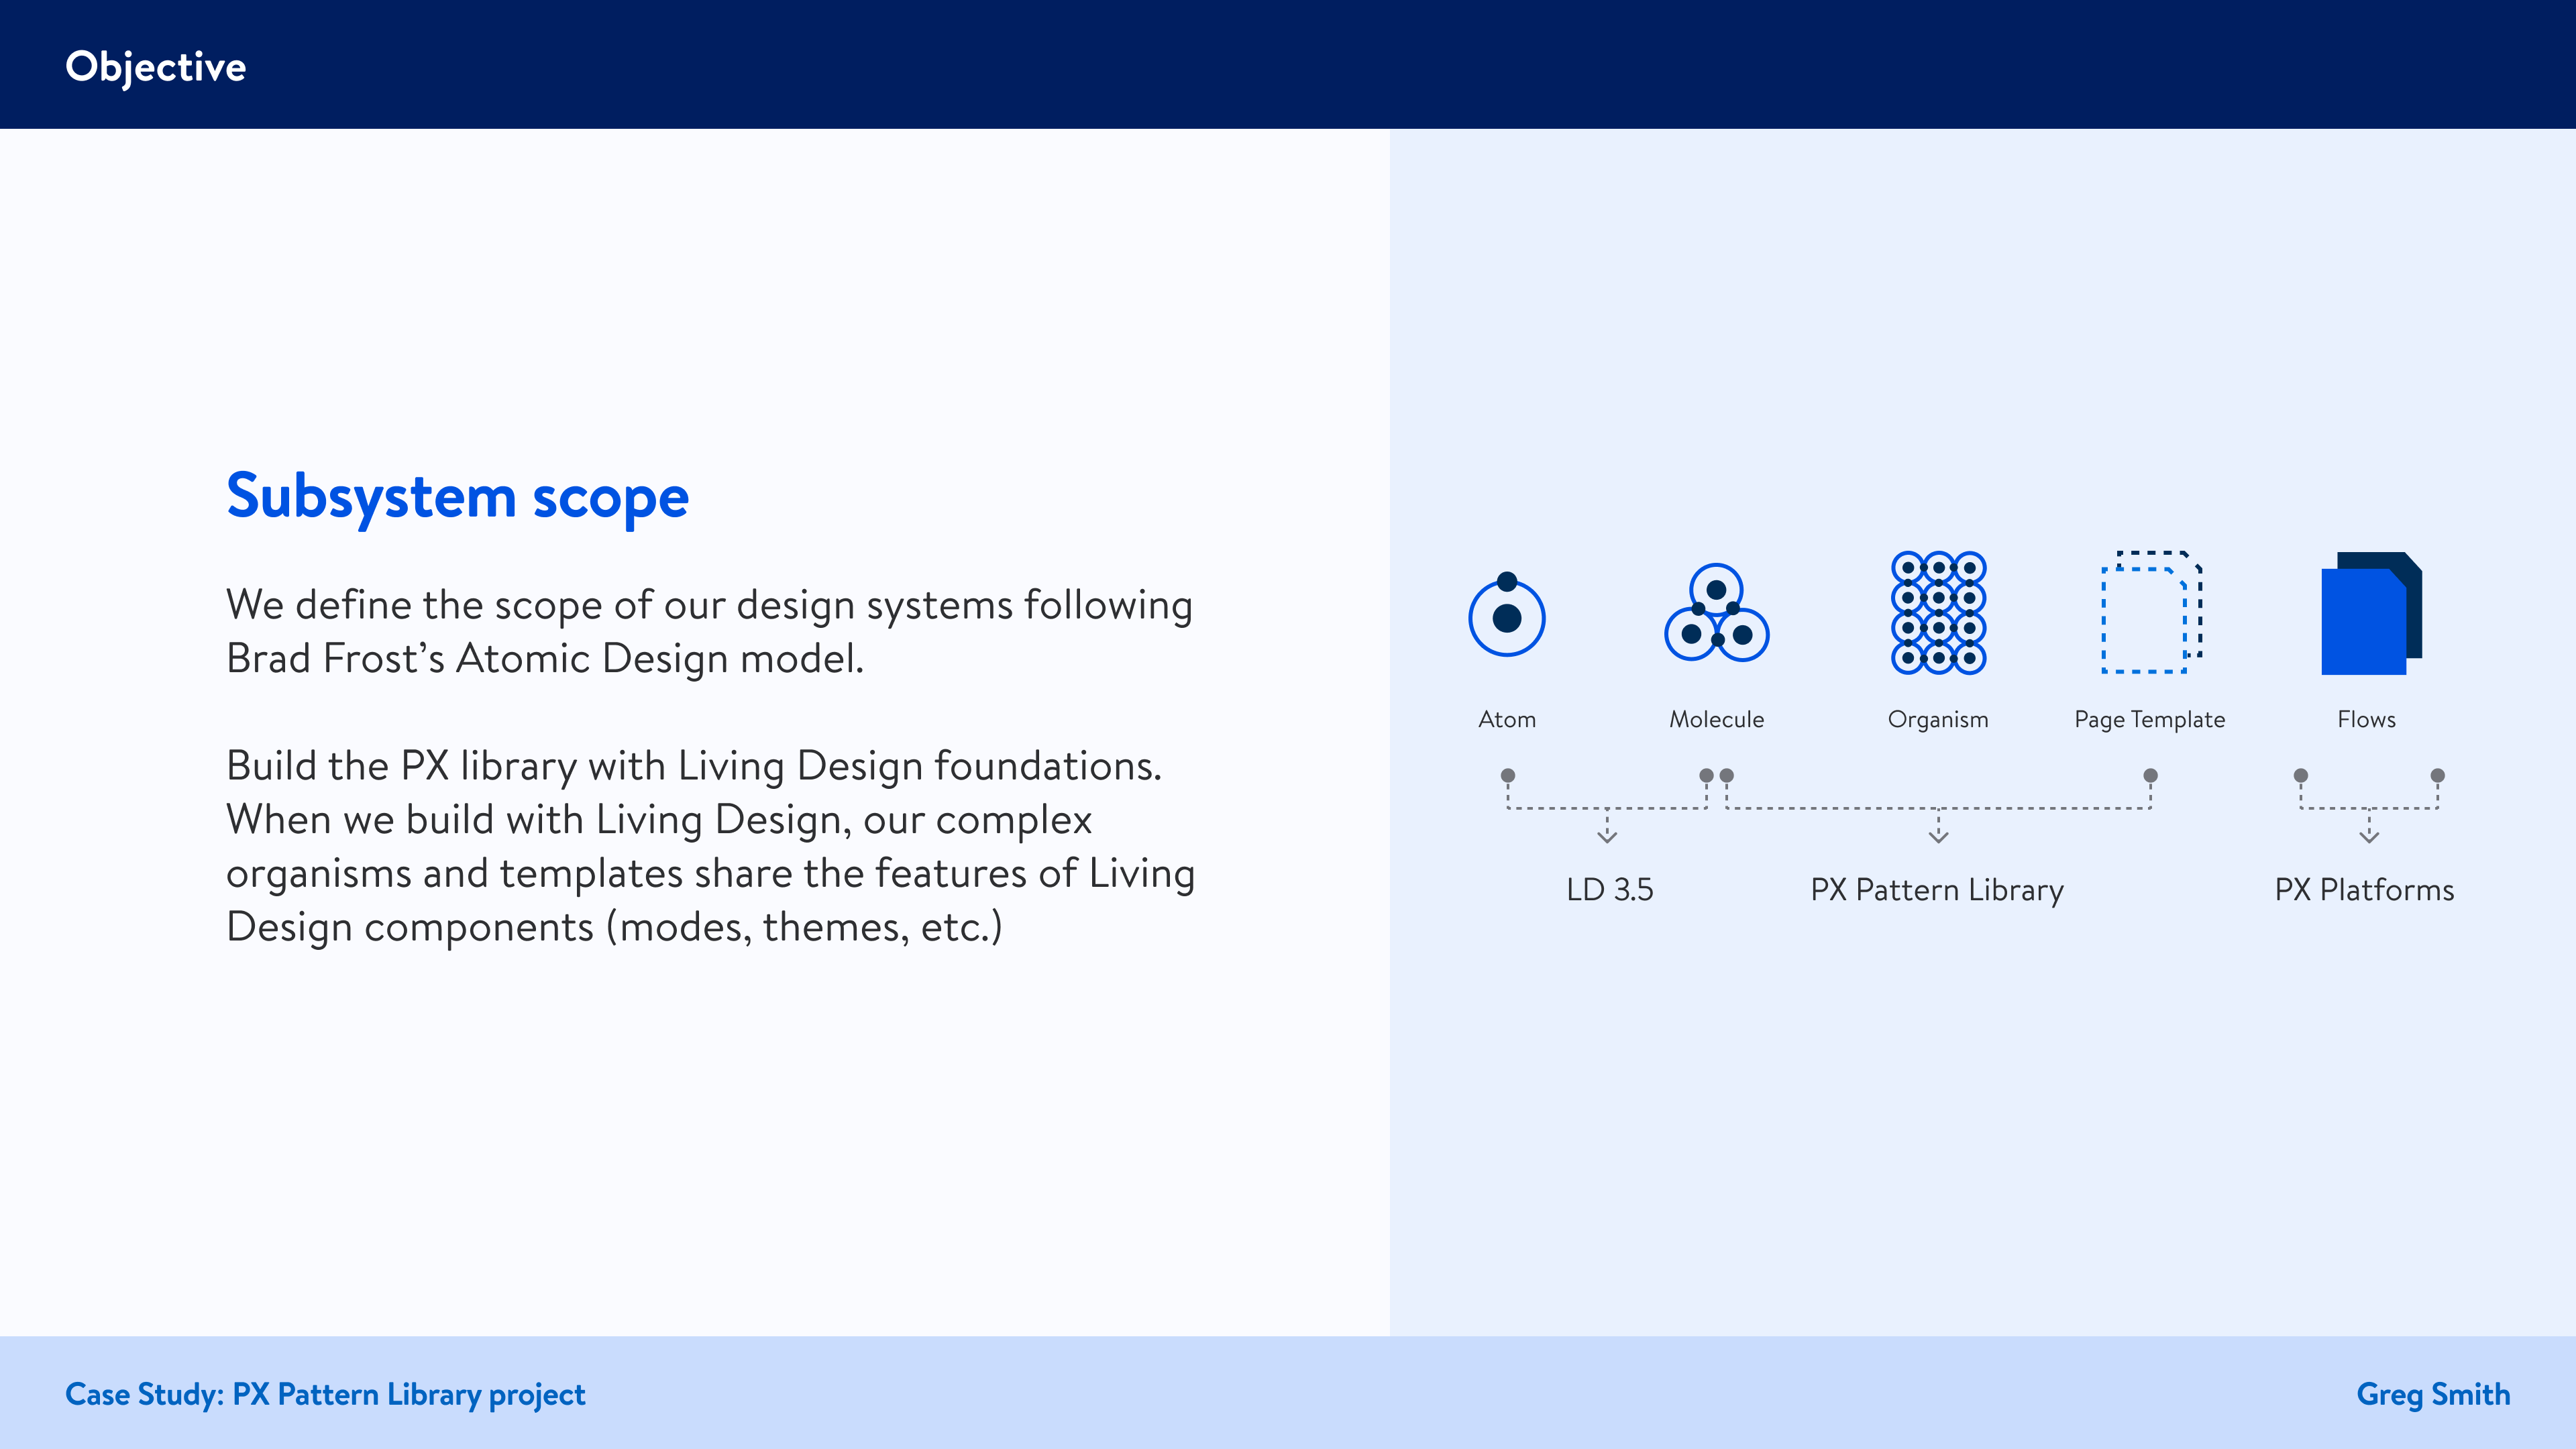 Objective
Subsystem scope
We define the scope of our design systems following
Brad Frost’s Atomic Design model.
Build the PX library with Living Design foundations.
When we build with Living Design, our complex
organisms and templates share the features of Living
Design components (modes, themes, etc.)
Atom
Molecule
Organism
Page Template
Flows
LD 3.5
PX Pattern Library
PX Platforms
Case Study: PX Pattern Library project
Greg Smith